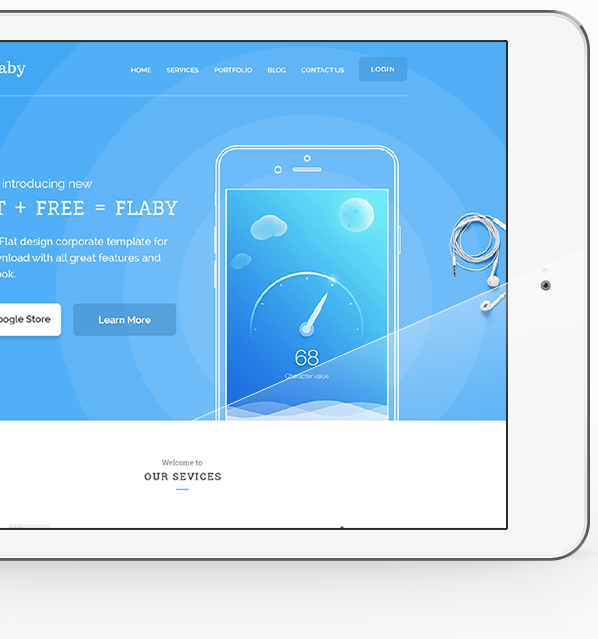 aby
HOME SERVICES PORTFOLIO BLOG CONTACT US LOGIN
introducing new
T + FREE = FLABY
Flat design corporate template for
nload with all great features and
ok.
oogle Store Learn More
68
Character value
Welcome to
OUR SEVICES